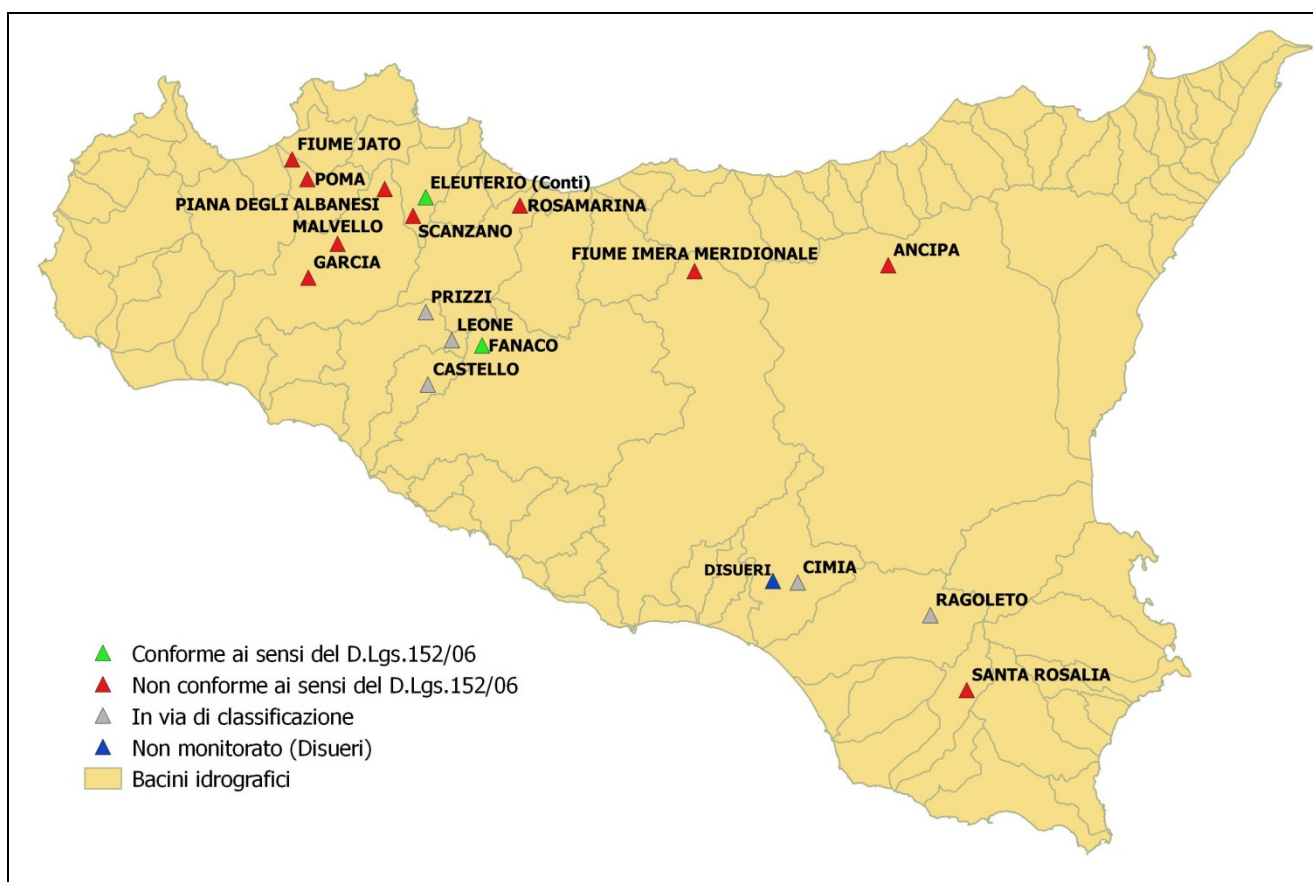 FIUME JATO
POMA
ELEUTERIO (Conti)
PIANA DEGLI ALBANESI
ROSAMARINA
MALVELLO
SCANZANO
GARCIA
FIUME IMERA MERIDIONALE
ANCIPA
PRIZZI
LEONE
FANACO
CASTELLO
DISUERI
CIMIA
RAGOLETO
SANTA ROSALIA
Conforme ai sensi del D.Lgs.152/06
Non conforme ai sensi del D.Lgs.152/06
In via di classificazione
Non monitorato (Disueri)
Bacini idrografici